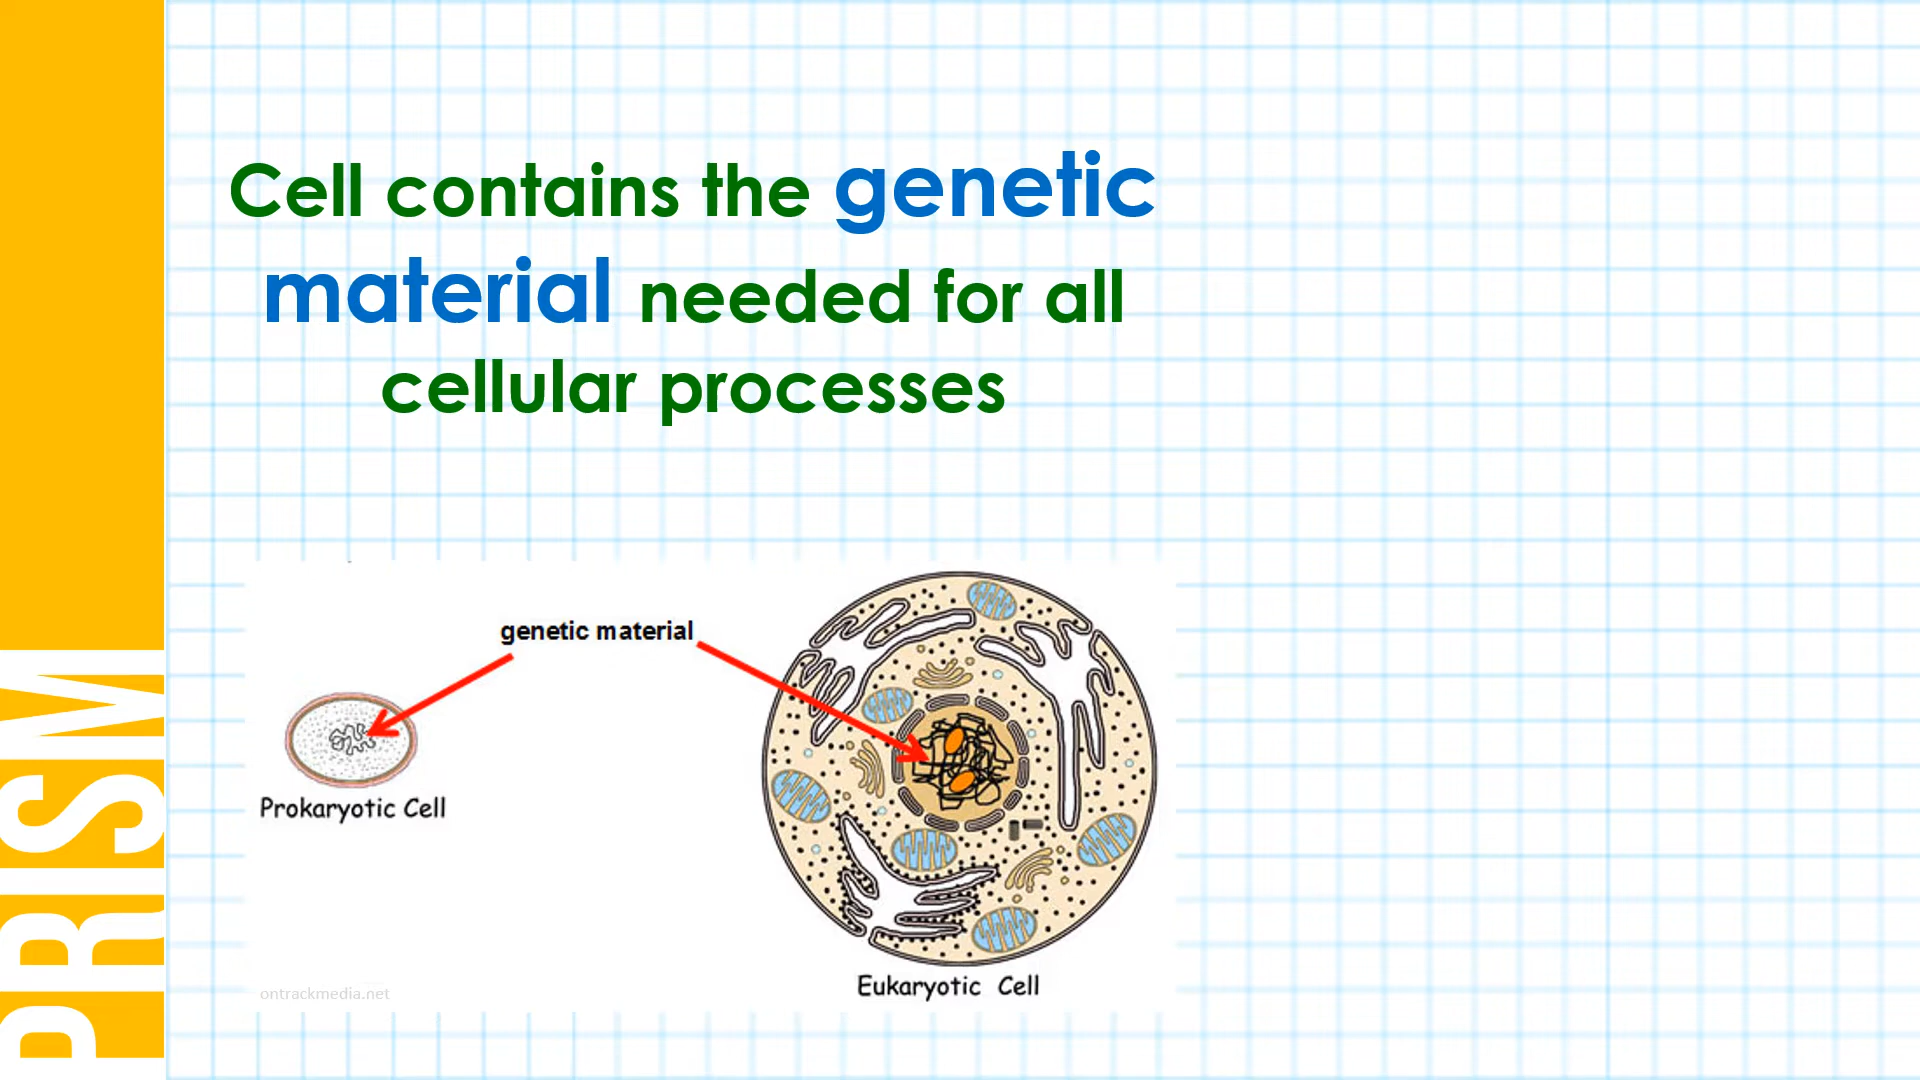 Cell contains the genetic
material needed for all
cellular processes
genetic material
Prokaryotic Cell
Eukaryotic Cell
ontrackmedia.net
PRISM